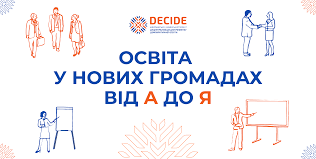 DECIDE
ОСВІТА
У НОВИХ ГРОМАДАХ
ВІД А ДО Я